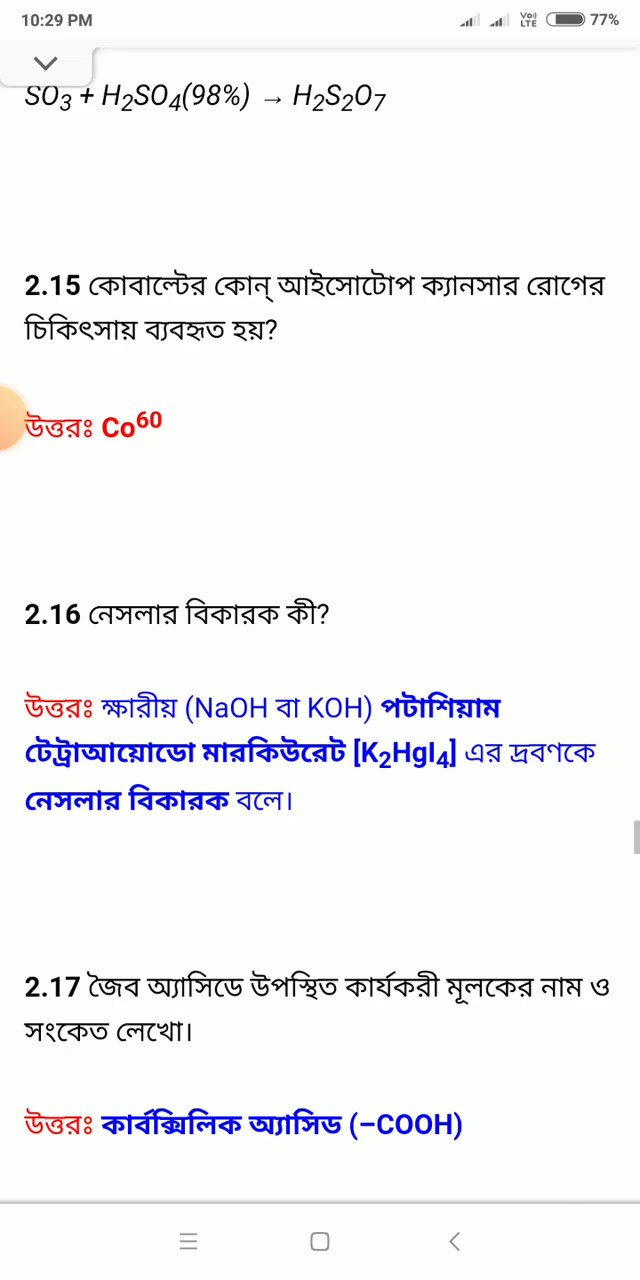 10:29 PM
Vo) LTE 77%
SO3 + H2SO4(98%) → H2S2O7
2.15 কোবাল্টের কোন্ আইসোটোপ ক্যানসার রোগের
চিকিৎসায় ব্যবহৃত হয়?
উত্তরঃ Co⁶⁰
2.16 নেসলার বিকারক কী?
উত্তরঃ ক্ষারীয় (NaOH বা KOH) পটাশিয়াম
টেট্রাআয়োডো মারকিউরেট [K2HgI4] এর দ্রবণকে
নেসলার বিকারক বলে।
2.17 জৈব অ্যাসিডে উপস্থিত কার্যকরী মূলকের নাম ও
সংকেত লেখো।
উত্তরঃ কার্বক্সিলিক অ্যাসিড (−COOH)